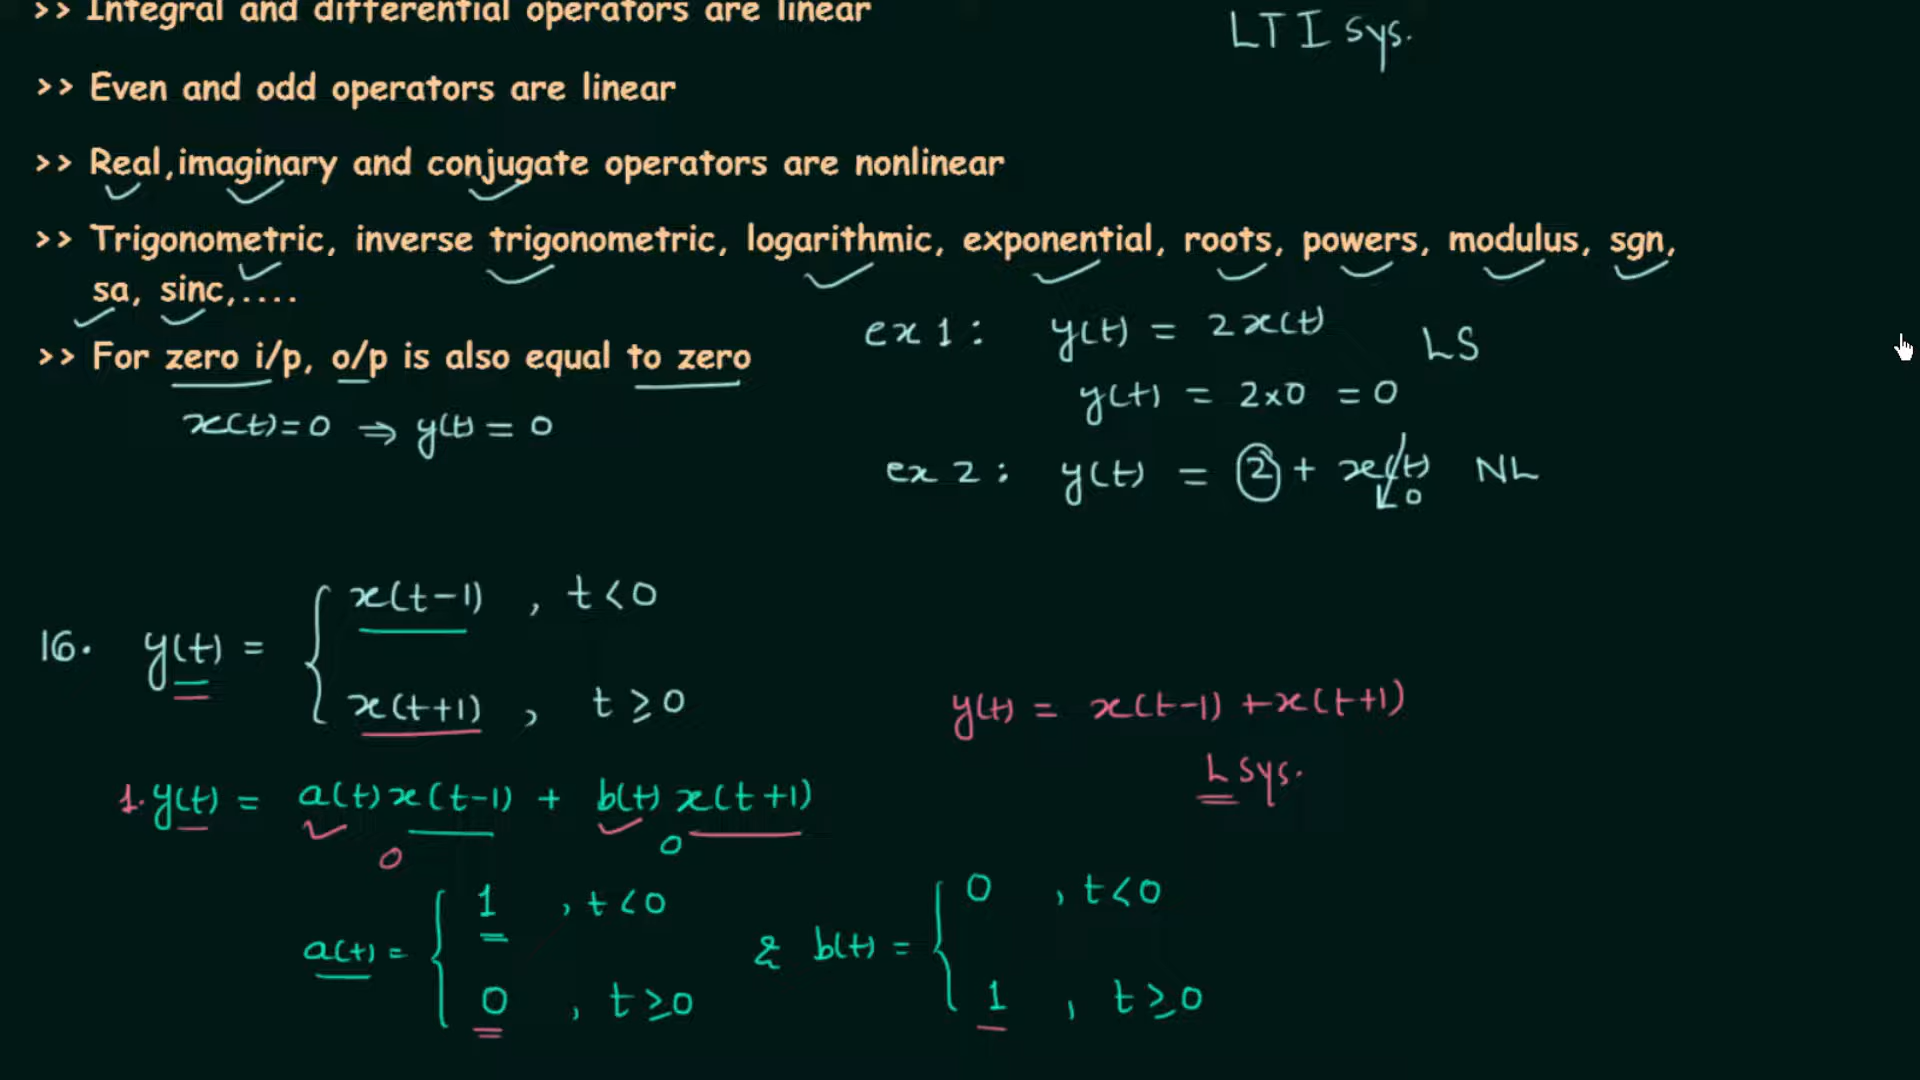 >> Integral and differential operators are linear
LTI sys.
>> Even and odd operators are linear
>> Real,imaginary and conjugate operators are nonlinear
>> Trigonometric, inverse trigonometric, logarithmic, exponential, roots, powers, modulus, sgn,
sa, sinc,....
>> For zero i/p, o/p is also equal to zero
x(t)=0 ⇒ y(t) = 0
ex 1 : y(t) = 2x(t) LS
y(t) = 2×0 = 0
ex 2 : y(t) = 2 + x(t) NL
0
16. y(t) = { x(t-1) , t<0
x(t+1) , t ≥ 0
y(t) = x(t-1) + x(t+1)
L sys.
1. y(t) = a(t)x(t-1) + b(t) x(t+1)
0 0
a(t) = { 1 , t<0
0 , t≥0
& b(t) = { 0 , t<0
1 , t≥0